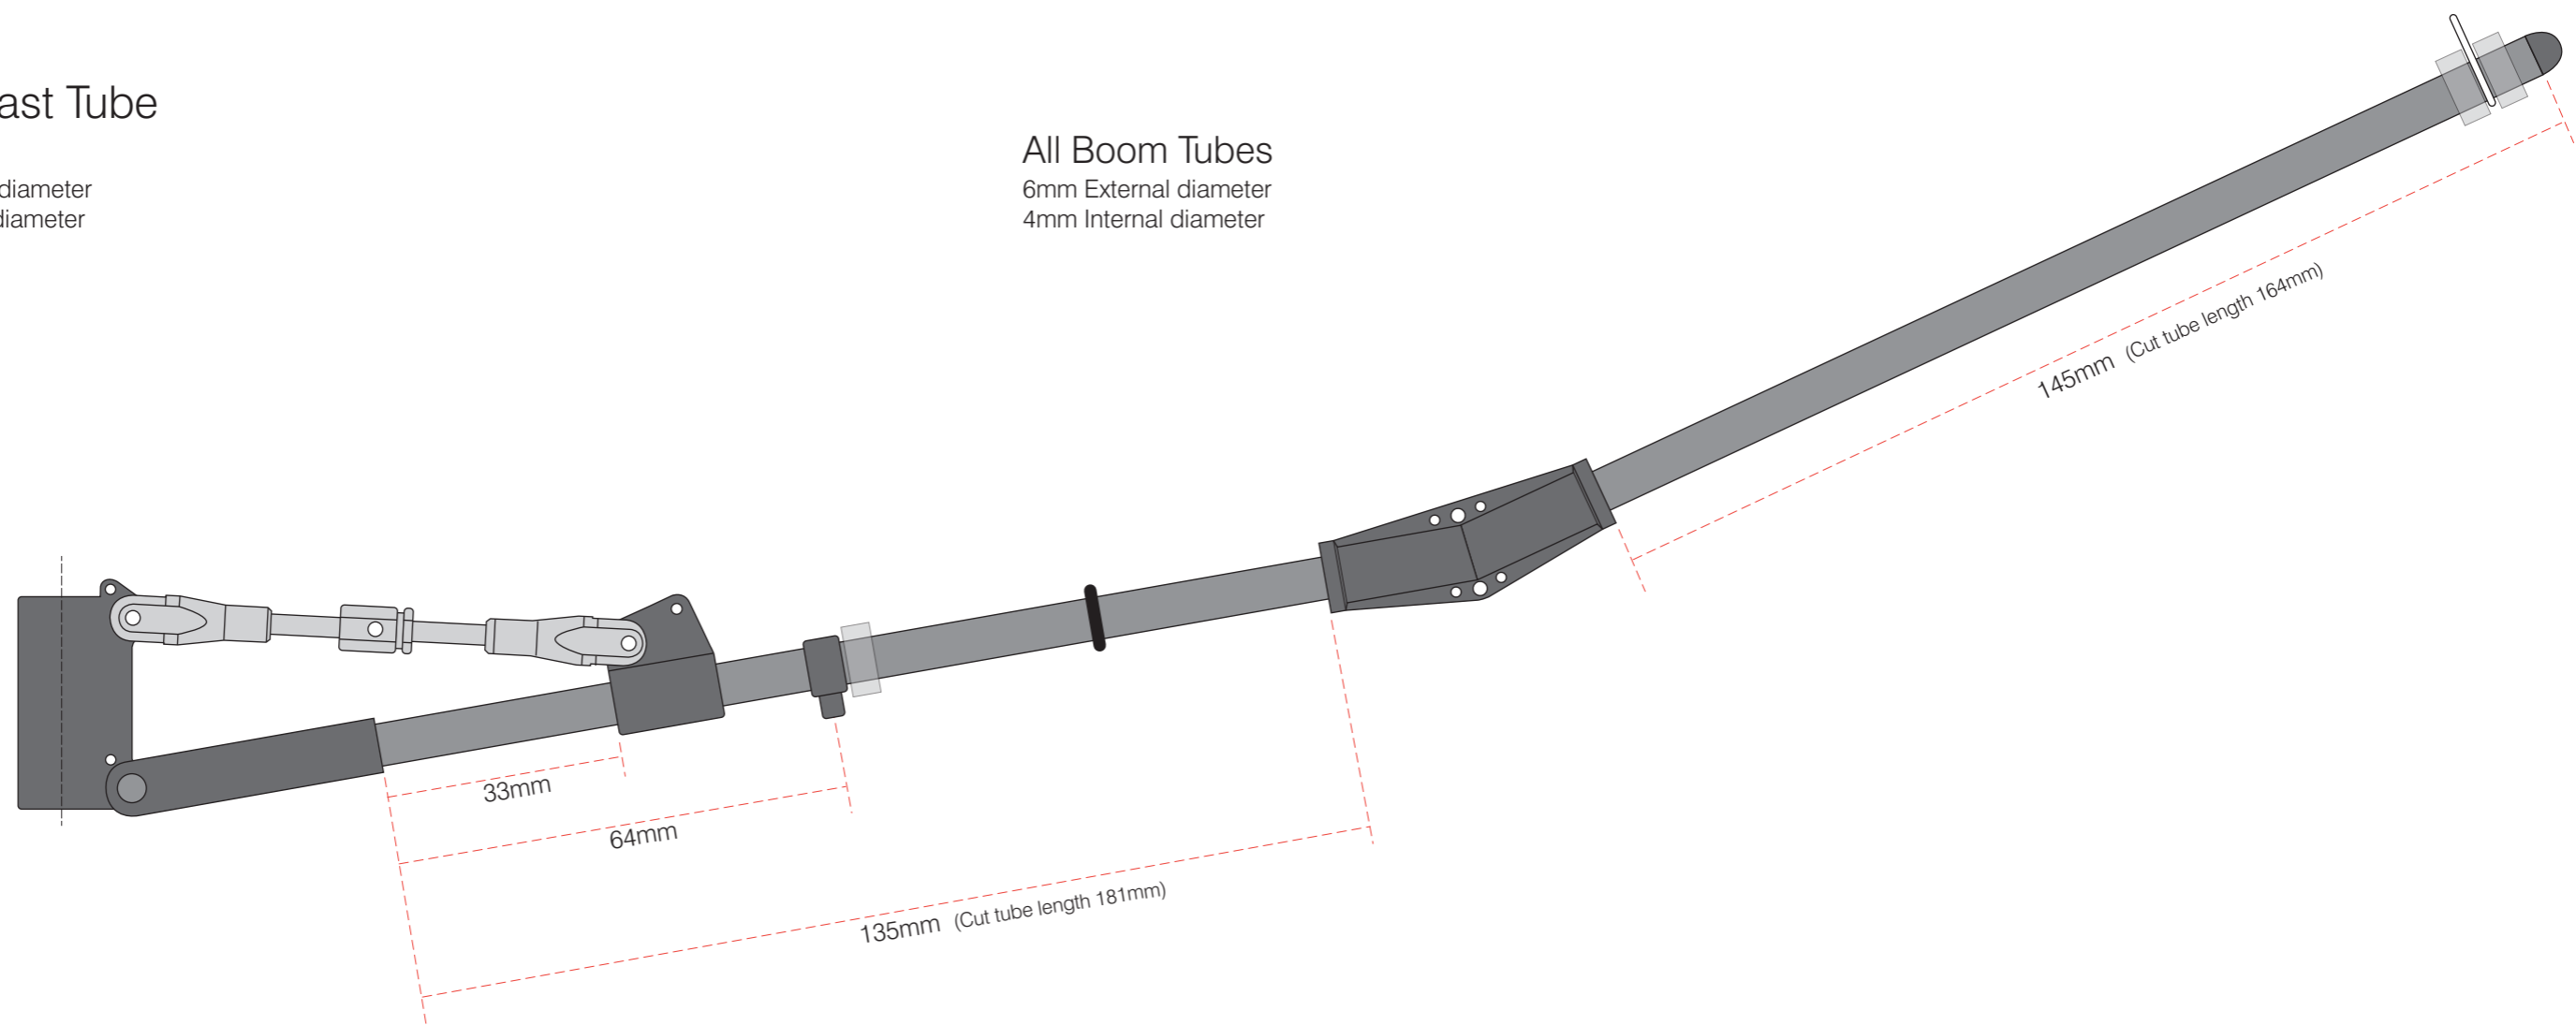 ast Tube
diameter
diameter
All Boom Tubes
6mm External diameter
4mm Internal diameter
145mm (Cut tube length 164mm)
33mm
64mm
135mm (Cut tube length 181mm)